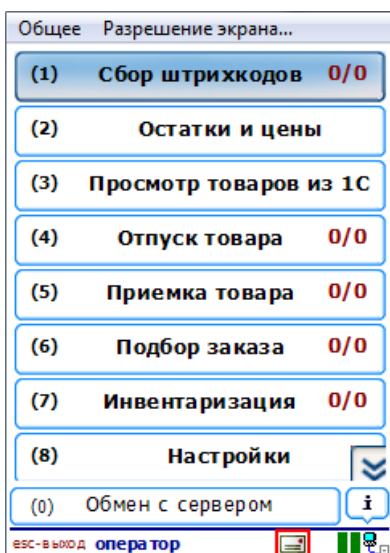 Общее Разрешение экрана...
(1) Сбор штрихкодов 0/0
(2) Остатки и цены
(3) Просмотр товаров из 1С
(4) Отпуск товара 0/0
(5) Приемка товара 0/0
(6) Подбор заказа 0/0
(7) Инвентаризация 0/0
(8) Настройки
(0) Обмен с сервером i
esc-выход оператор